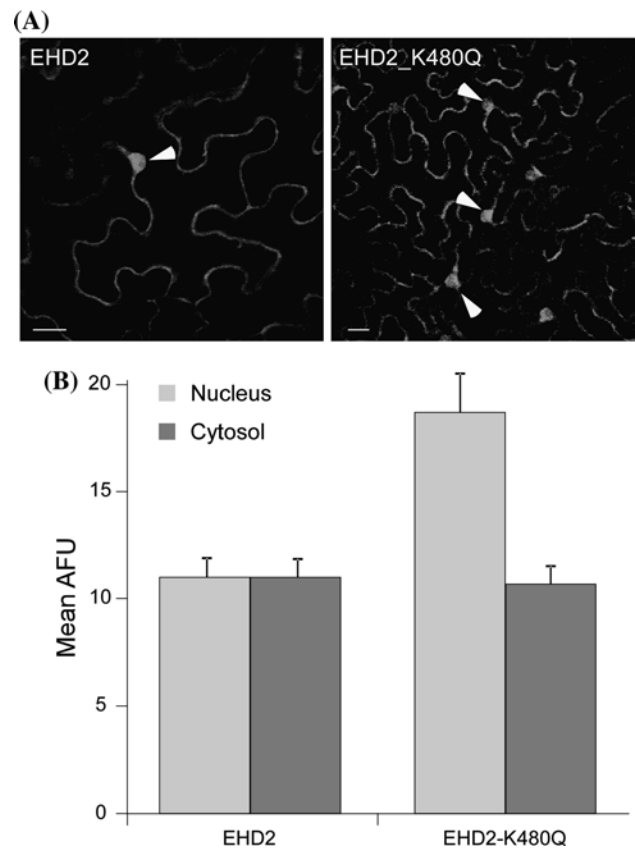 (A)
EHD2
EHD2_K480Q
(B)
20
15
10
5
0
Mean AFU
Nucleus
Cytosol
EHD2
EHD2-K480Q